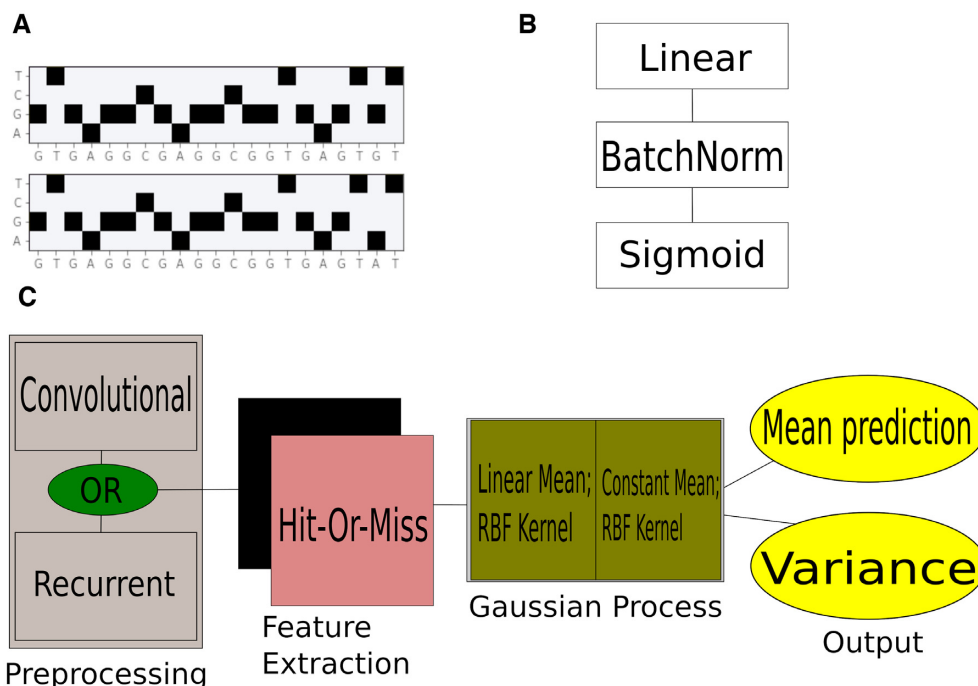 A
T
C
G
A
G T G A G G C G A G G C G G T G A G T G T
T
C
G
A
G T G A G G C G A G G C G G T G A G T A T
B
Linear
BatchNorm
Sigmoid
C
Convolutional
OR
Recurrent
Preprocessing
Hit-Or-Miss
Feature
Extraction
Linear Mean;
RBF Kernel
Constant Mean;
RBF Kernel
Gaussian Process
Mean prediction
Variance
Output